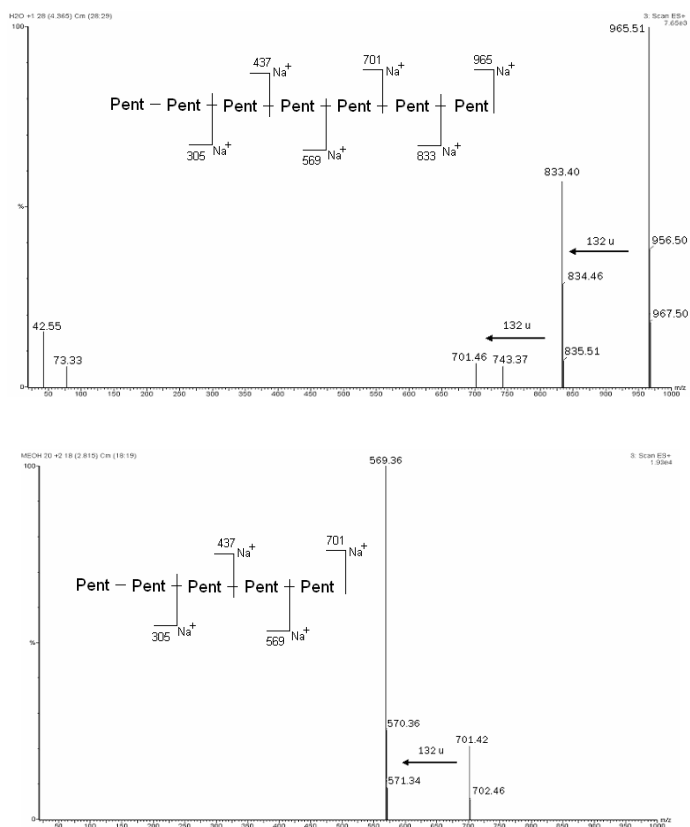 H2O +1 28 (4.365) Cm (28:29)
3: Scan ES+
7.65e3
100
965.51
437 Na+
701 Na+
965 Na+
Pent – Pent – Pent – Pent – Pent – Pent – Pent
305 Na+
569 Na+
833 Na+
833.40
%
132 u
956.50
834.46
132 u
42.55
967.50
73.33
701.46
743.37
835.51
0
50 100 150 200 250 300 350 400 450 500 550 600 650 700 750 800 850 900 950 1000 m/z
MEOH 20 +2 18 (2.815) Cm (18:19)
3: Scan ES+
1.99e4
100
569.36
437 Na+
701 Na+
Pent – Pent – Pent – Pent – Pent
305 Na+
569 Na+
%
570.36
132 u
701.42
571.34
702.46
0
50 100 150 200 250 300 350 400 450 500 550 600 650 700 750 800 850 900 950 1000 m/z